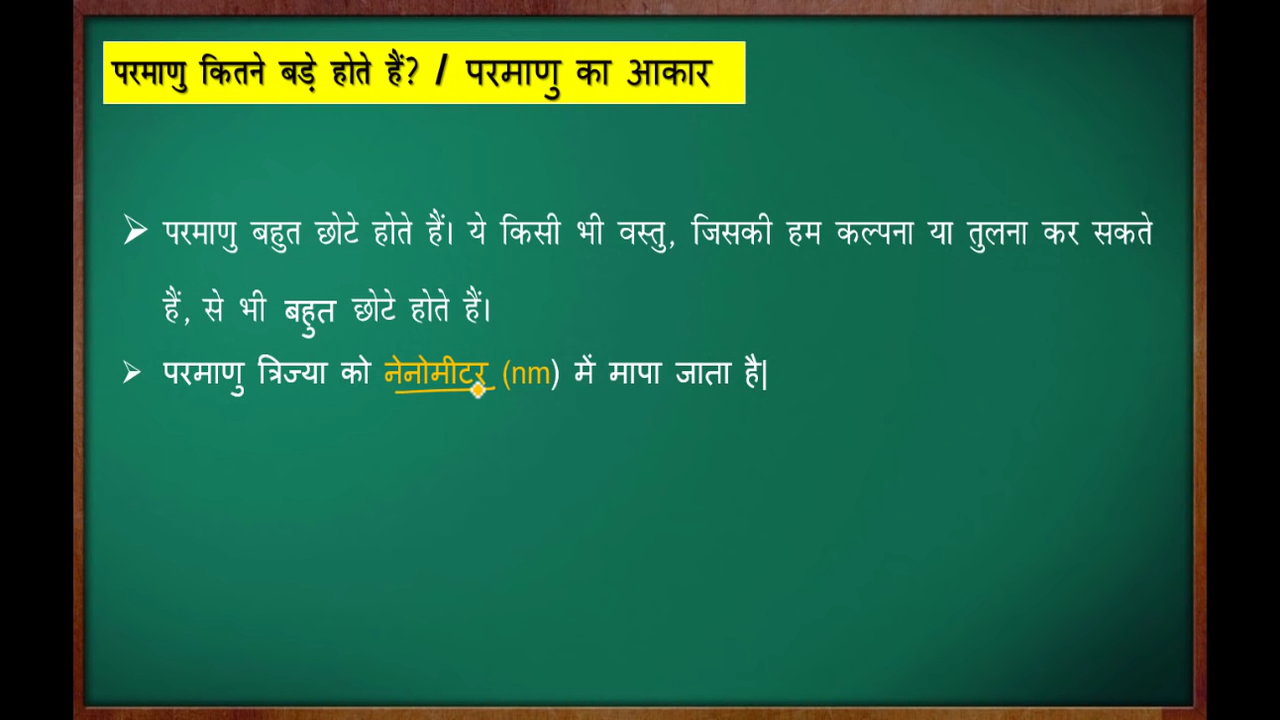 परमाणु कितने बड़े होते हैं? / परमाणु का आकार
परमाणु बहुत छोटे होते हैं। ये किसी भी वस्तु, जिसकी हम कल्पना या तुलना कर सकते
हैं, से भी बहुत छोटे होते हैं।
परमाणु त्रिज्या को नेनोमीटर (nm) में मापा जाता है|